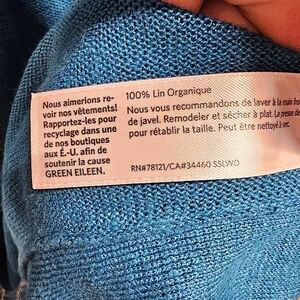 Nous aimerions re-
voir nos vêtements!
Rapportez-les pour
recyclage dans une
de nos boutiques
aux É.-U. afin de
soutenir la cause
GREEN EILEEN.
100% Lin Organique
Nous vous recommandons de laver à la main
de javel. Remodeler et sécher à plat. La presse
pour rétablir la taille. Peut être nettoyé à sec.
RN#78121/CA#34460 SSLWO